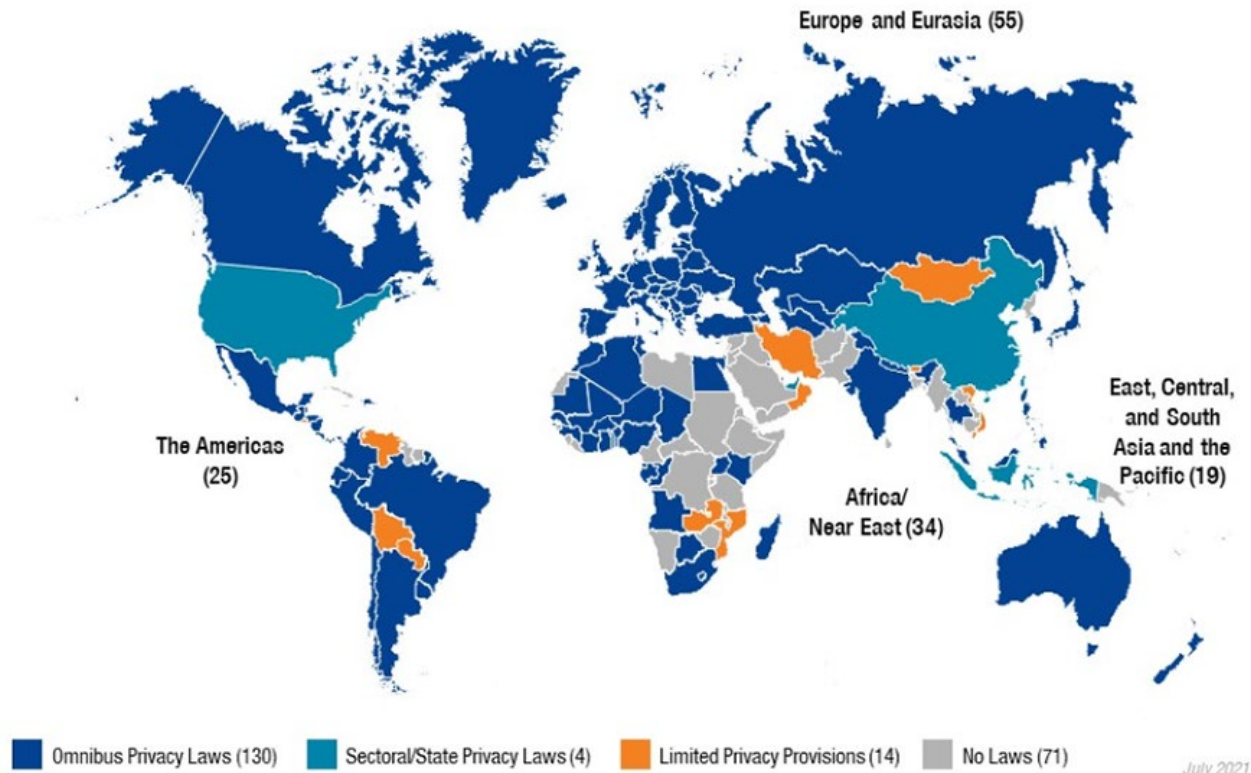 Europe and Eurasia (55)
The Americas
(25)
East, Central,
and South
Asia and the
Pacific (19)
Africa/
Near East (34)
Omnibus Privacy Laws (130)
Sectoral/State Privacy Laws (4)
Limited Privacy Provisions (14)
No Laws (71)
July 2021